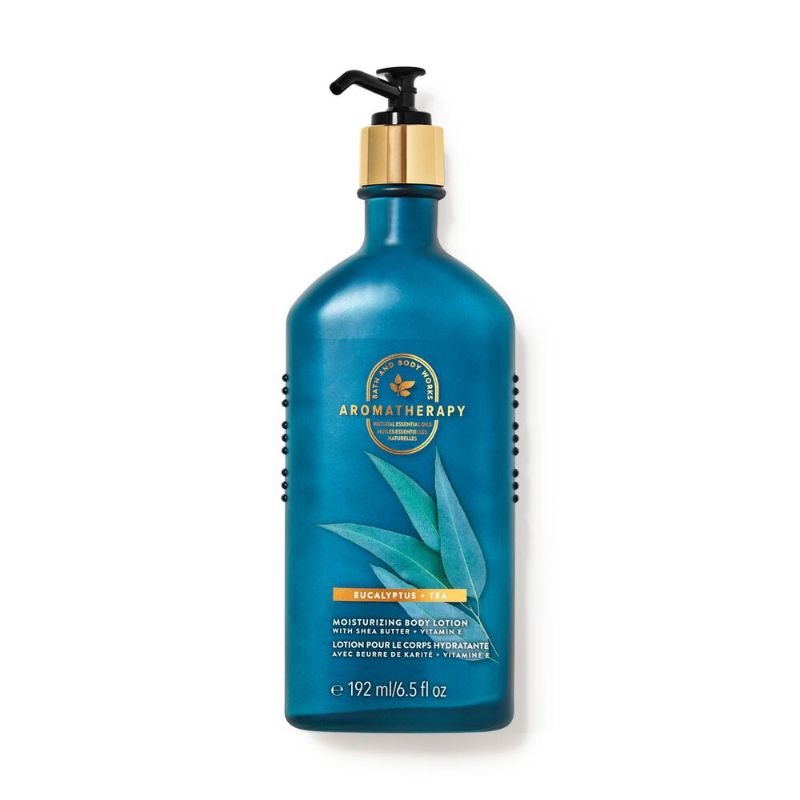 BATH AND BODY WORKS
AROMATHERAPY
NATURAL ESSENTIAL OILS
HUILES ESSENTIELLES
NATURELLES
EUCALYPTUS + TEA
MOISTURIZING BODY LOTION
WITH SHEA BUTTER + VITAMIN E
LOTION POUR LE CORPS HYDRATANTE
AVEC BEURRE DE KARITÉ + VITAMINE E
℮ 192 ml/6.5 fl oz